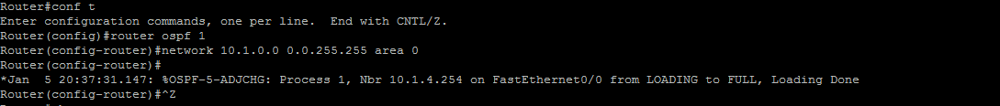 Router#conf t
Enter configuration commands, one per line.  End with CNTL/Z.
Router(config)#router ospf 1
Router(config-router)#network 10.1.0.0 0.0.255.255 area 0
Router(config-router)#
*Jan  5 20:37:31.147: %OSPF-5-ADJCHG: Process 1, Nbr 10.1.4.254 on FastEthernet0/0 from LOADING to FULL, Loading Done
Router(config-router)#^Z